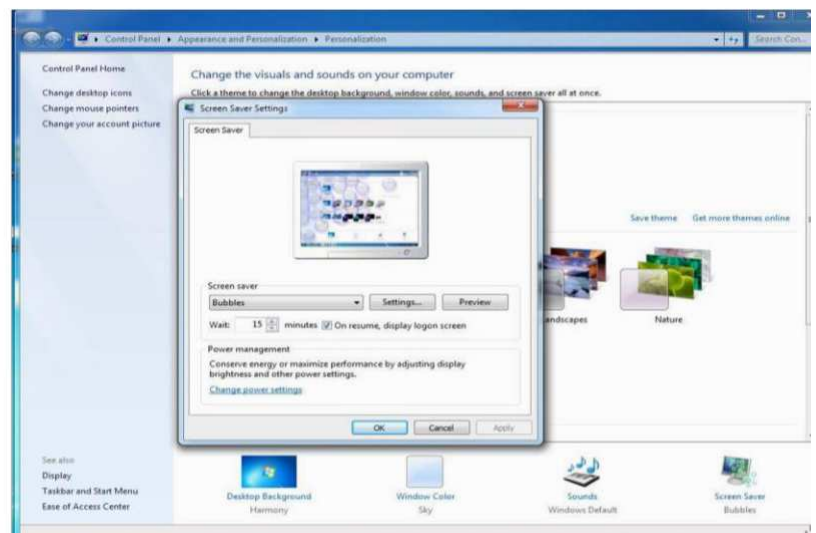 Control Panel ▸ Appearance and Personalization ▸ Personalization
Search Con...
Control Panel Home
Change desktop icons
Change mouse pointers
Change your account picture
Change the visuals and sounds on your computer
Click a theme to change the desktop background, window color, sounds, and screen saver all at once.
Screen Saver Settings
Screen Saver
Save theme Get more themes online
Screen saver
Bubbles Settings... Preview
Wait: 15 minutes On resume, display logon screen
Power management
Conserve energy or maximize performance by adjusting display
brightness and other power settings.
Change power settings
OK Cancel Apply
andscapes
Nature
See also
Display
Taskbar and Start Menu
Ease of Access Center
Desktop Background
Harmony
Window Color
Sky
Sounds
Windows Default
Screen Saver
Bubbles